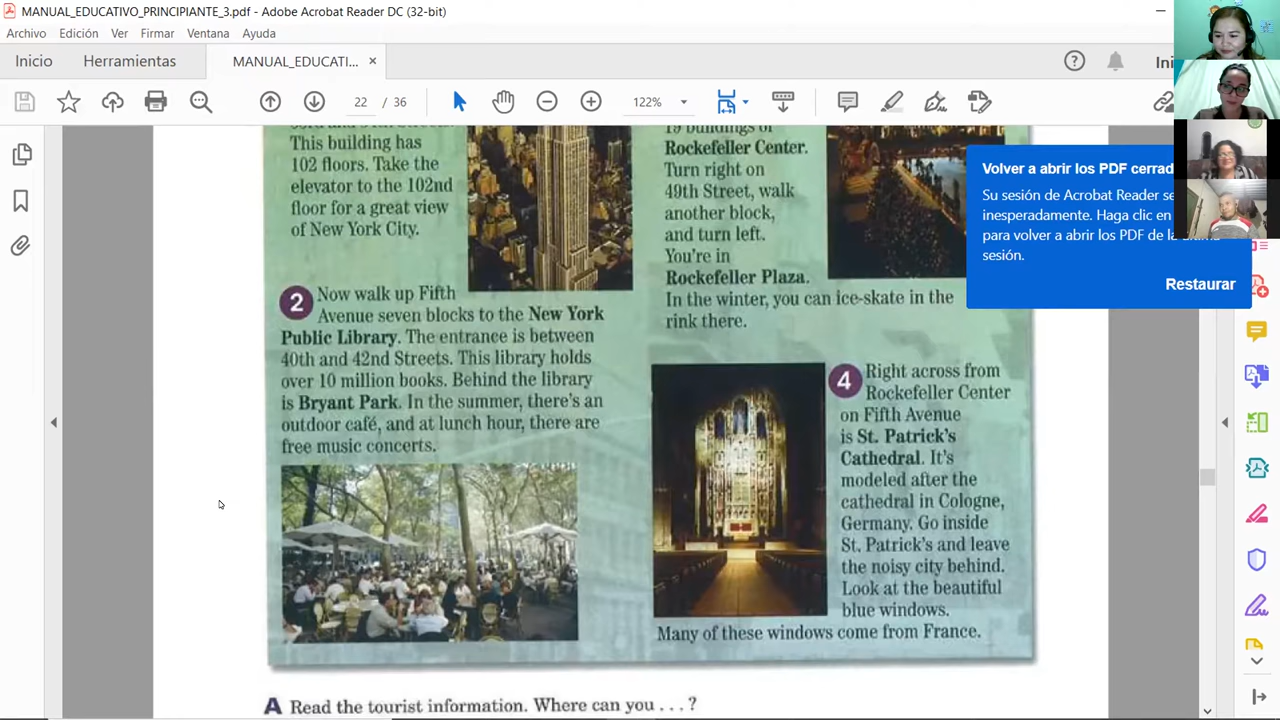 MANUAL_EDUCATIVO_PRINCIPIANTE_3.pdf - Adobe Acrobat Reader DC (32-bit)
Archivo Edición Ver Firmar Ventana Ayuda
Inicio Herramientas MANUAL_EDUCATI... ×
22 / 36 122%
This building has
102 floors. Take the
elevator to the 102nd
floor for a great view
of New York City.
2 Now walk up Fifth
Avenue seven blocks to the New York
Public Library. The entrance is between
40th and 42nd Streets. This library holds
over 10 million books. Behind the library
is Bryant Park. In the summer, there's an
outdoor café, and at lunch hour, there are
free music concerts.
19 buildings of
Rockefeller Center.
Turn right on
49th Street, walk
another block,
and turn left.
You're in
Rockefeller Plaza.
In the winter, you can ice-skate in the
rink there.
4 Right across from
Rockefeller Center
on Fifth Avenue
is St. Patrick's
Cathedral. It's
modeled after the
cathedral in Cologne,
Germany. Go inside
St. Patrick's and leave
the noisy city behind.
Look at the beautiful
blue windows.
Many of these windows come from France.
A Read the tourist information. Where can you . . . ?
Volver a abrir los PDF
Su sesión de Acrobat Reader
inesperadamente. Haga clic en
para volver a abrir los PDF de la
sesión.
Restaurar